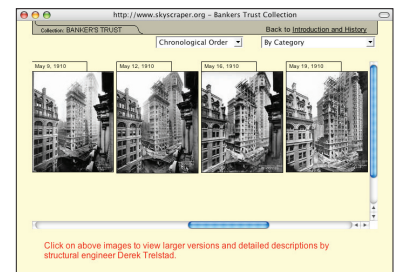 http://www.skyscraper.org – Bankers Trust Collection
Collection: BANKER'S TRUST
Back to Introduction and History
Chronological Order
By Category
May 9, 1910
May 12, 1910
May 16, 1910
May 19, 1910
Click on above images to view larger versions and detailed descriptions by
structural engineer Derek Trelstad.